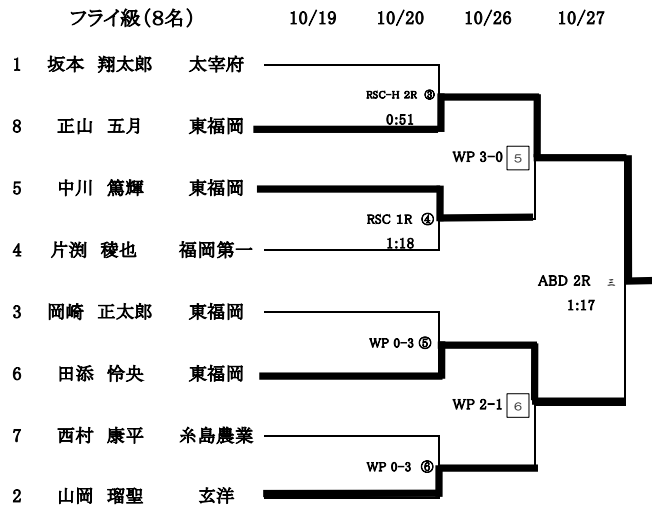 フライ級（８名） 10/19 10/20 10/26 10/27
1 坂本 翔太郎 太宰府
RSC-H 2R ③
8 正山 五月 東福岡 0:51
WP 3-0 5
5 中川 篤輝 東福岡
RSC 1R ④
4 片渕 稜也 福岡第一 1:18
ABD 2R 三
3 岡崎 正太郎 東福岡 1:17
WP 0-3 ⑤
6 田添 怜央 東福岡
WP 2-1 6
7 西村 康平 糸島農業
WP 0-3 ⑥
2 山岡 瑠聖 玄洋